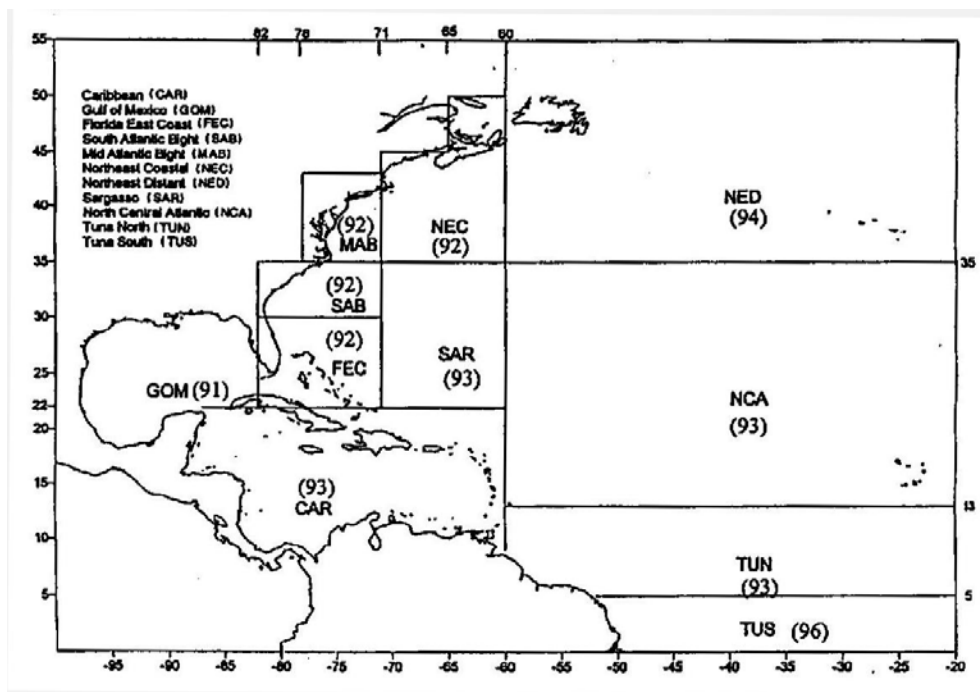 82 78 71 65 60
55
50
45
40
35
30
25
22
20
15
10
5
Caribbean (CAR)
Gulf of Mexico (GOM)
Florida East Coast (FEC)
South Atlantic Bight (SAB)
Mid Atlantic Bight (MAB)
Northeast Coastal (NEC)
Northeast Distant (NED)
Sargasso (SAR)
North Central Atlantic (NCA)
Tuna North (TUN)
Tuna South (TUS)
(92)
MAB
NEC
(92)
NED
(94)
35
(92)
SAB
(92)
FEC
SAR
(93)
GOM (91)
NCA
(93)
(93)
CAR
13
TUN
(93)
5
TUS (96)
-95 -90 -85 -80 -75 -70 -65 -60 -55 -50 -45 -40 -35 -30 -25 -20